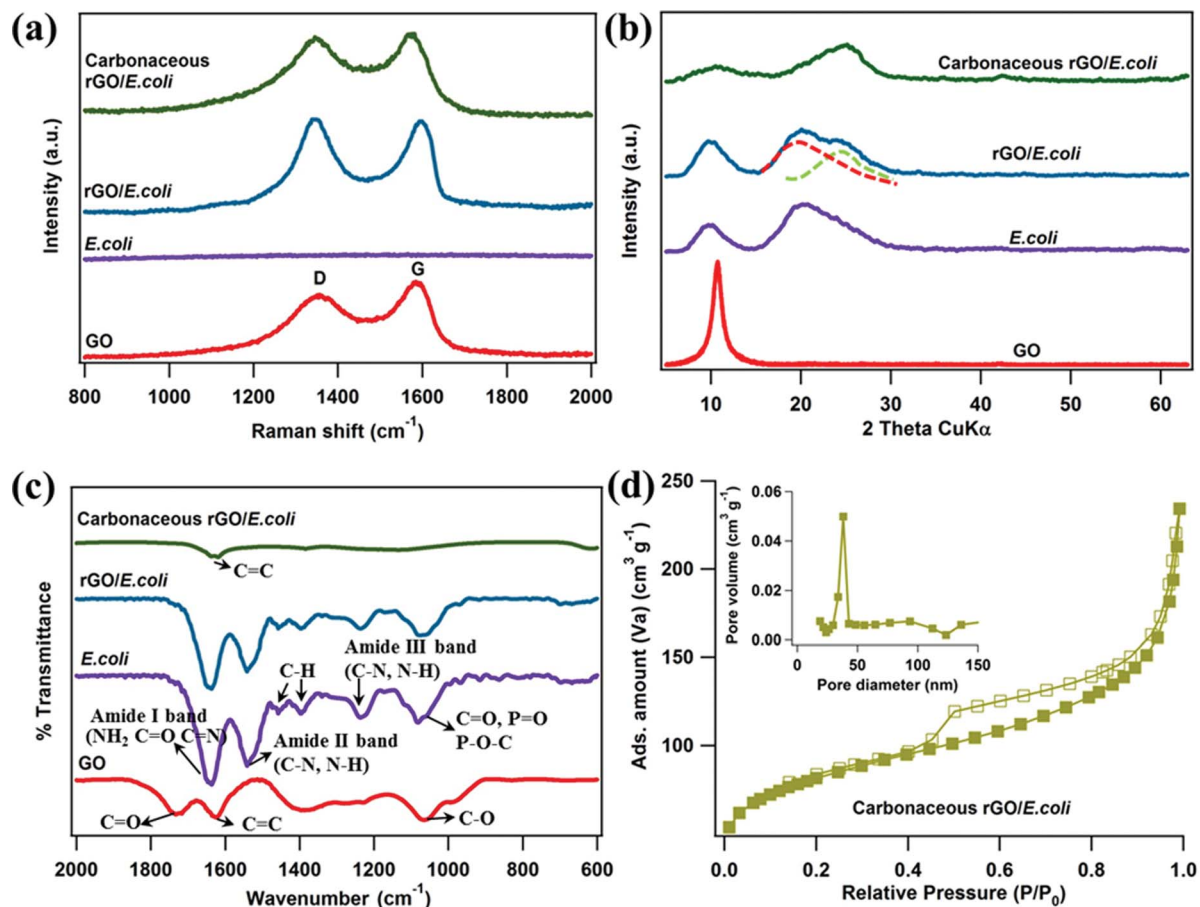 (a)
Carbonaceous
rGO/E.coli
rGO/E.coli
E.coli
D
G
GO
Intensity (a.u.)
800 1000 1200 1400 1600 1800 2000
Raman shift (cm-1)
(b)
Carbonaceous rGO/E.coli
rGO/E.coli
E.coli
GO
Intensity (a.u.)
10 20 30 40 50 60
2 Theta CuKα
(c)
Carbonaceous rGO/E.coli
C=C
rGO/E.coli
E.coli
Amide III band
(C-N, N-H)
C-H
Amide I band
(NH2 C=O C=N)
C=O, P=O
P-O-C
Amide II band
(C-N, N-H)
GO
C=O
C=C
C-O
% Transmittance
2000 1800 1600 1400 1200 1000 800 600
Wavenumber (cm-1)
(d)
250
200
150
100
Ads. amount (Va) (cm3 g-1)
0.06
0.04
0.02
0.00
Pore volume (cm3 g-1)
0 50 100 150
Pore diameter (nm)
Carbonaceous rGO/E.coli
0.0 0.2 0.4 0.6 0.8 1.0
Relative Pressure (P/P0)